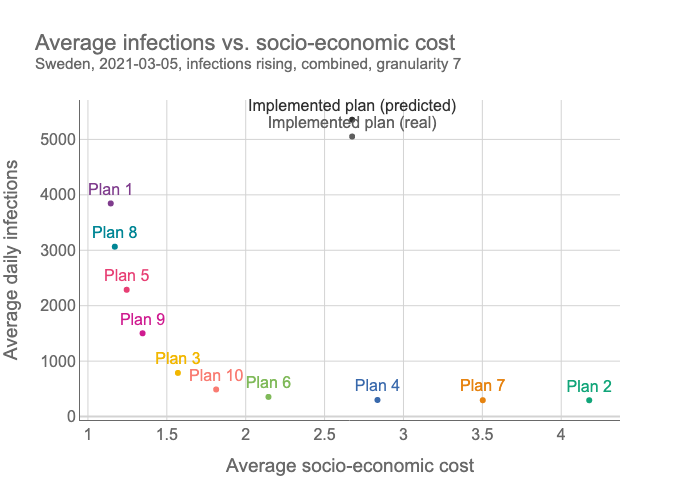 Average infections vs. socio-economic cost
Sweden, 2021-03-05, infections rising, combined, granularity 7
Implemented plan (predicted)
Implemented plan (real)
5000
4000
3000
2000
1000
0
Plan 1
Plan 8
Plan 5
Plan 9
Plan 3
Plan 10
Plan 6
Plan 4
Plan 7
Plan 2
1
1.5
2
2.5
3
3.5
4
Average socio-economic cost
Average daily infections